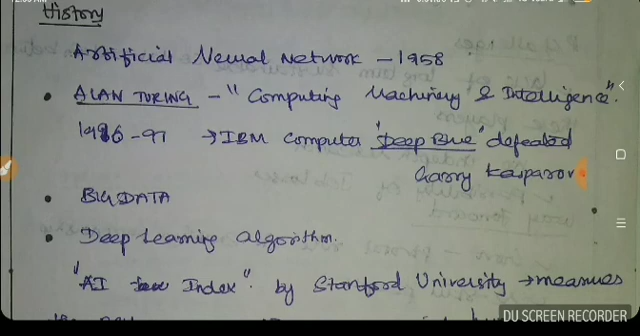 History
Artificial Neural Network - 1958
• ALAN TURING - "Computing Machinery & Intelligence"
1996-97 → IBM Computer "Deep Blue" defeated
Garry Kasparov
• BIG DATA
• Deep Learning algorithm.
"AI Index" by Stanford University → measures
DU SCREEN RECORDER